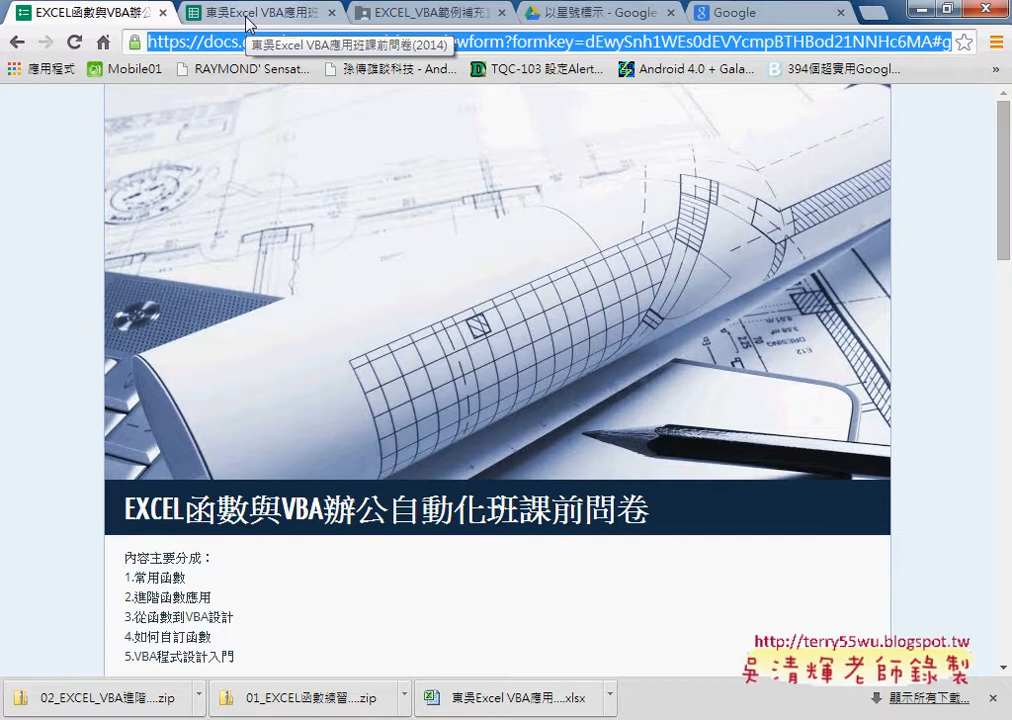 EXCEL函數與VBA辦
東吳Excel VBA應用班
EXCEL_VBA範例補充
以星號標示 - Google
Google
https://docs.
wform?formkey=dEwySnh1WEs0dEVYcmpBTHBod21NNHc6MA#g
東吳Excel VBA應用班課前問卷(2014)
應用程式
Mobile01
RAYMOND' Sensat...
孫傳雄談科技 - And...
TQC-103 設定Alert...
Android 4.0 + Gala...
394個超實用Googl...
»
EXCEL函數與VBA辦公自動化班課前問卷
內容主要分成：
1.常用函數
2.進階函數應用
3.從函數到VBA設計
4.如何自訂函數
5.VBA程式設計入門
http://terry55wu.blogspot.tw
吳清輝老師錄製
02_EXCEL_VBA進階....zip
01_EXCEL函數練習....zip
東吳Excel VBA應用....xlsx
顯示所有下載...